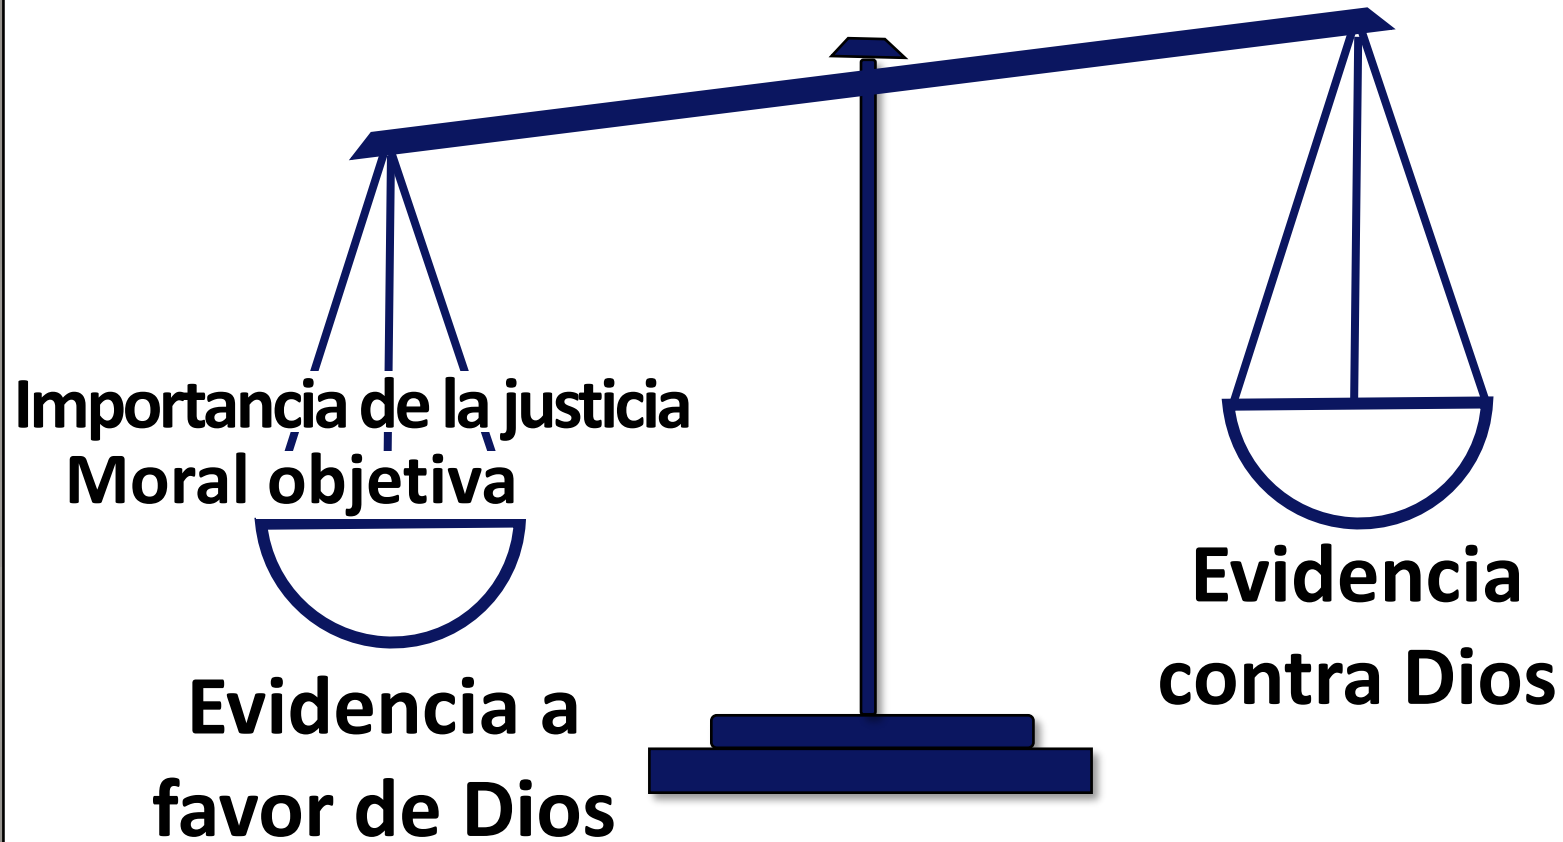 Importancia de la justicia
Moral objetiva
Evidencia a
favor de Dios
Evidencia
contra Dios